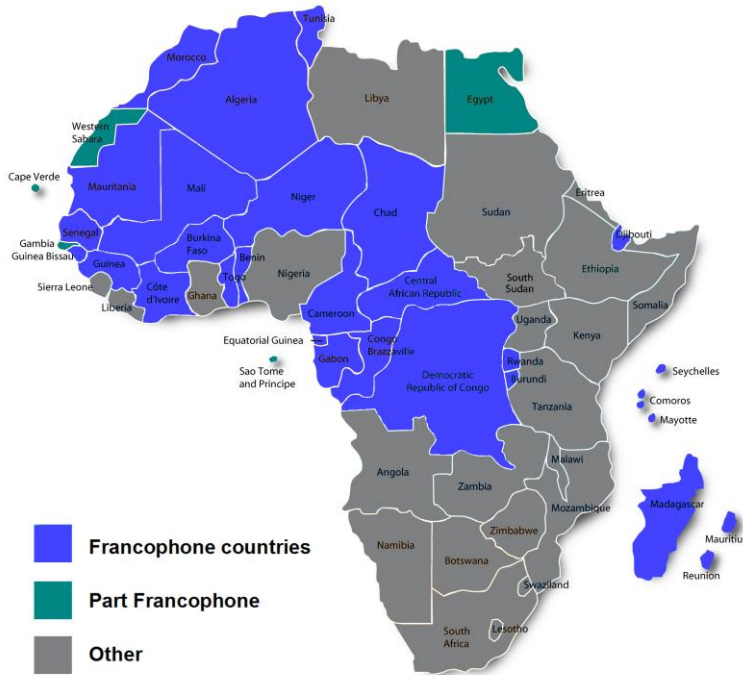 Tunisia
Morocco
Algeria
Libya
Egypt
Western
Sahara
Cape Verde
Mauritania
Mali
Niger
Chad
Sudan
Eritrea
Senegal
Gambia
Guinea Bissau
Guinea
Burkina
Faso
Benin
Togo
Djibouti
Sierra Leone
Liberia
Côte
d'Ivoire
Ghana
Nigeria
Central
African Republic
South
Sudan
Ethiopia
Somalia
Cameroon
Equatorial Guinea
Gabon
Congo
Brazzaville
Sao Tome
and Principe
Democratic
Republic of Congo
Uganda
Kenya
Rwanda
Burundi
Tanzania
Seychelles
Comoros
Mayotte
Angola
Zambia
Malawi
Mozambique
Madagascar
Mauritiu
Reunion
Namibia
Zimbabwe
Botswana
Swaziland
South
Africa
Lesotho
Francophone countries
Part Francophone
Other